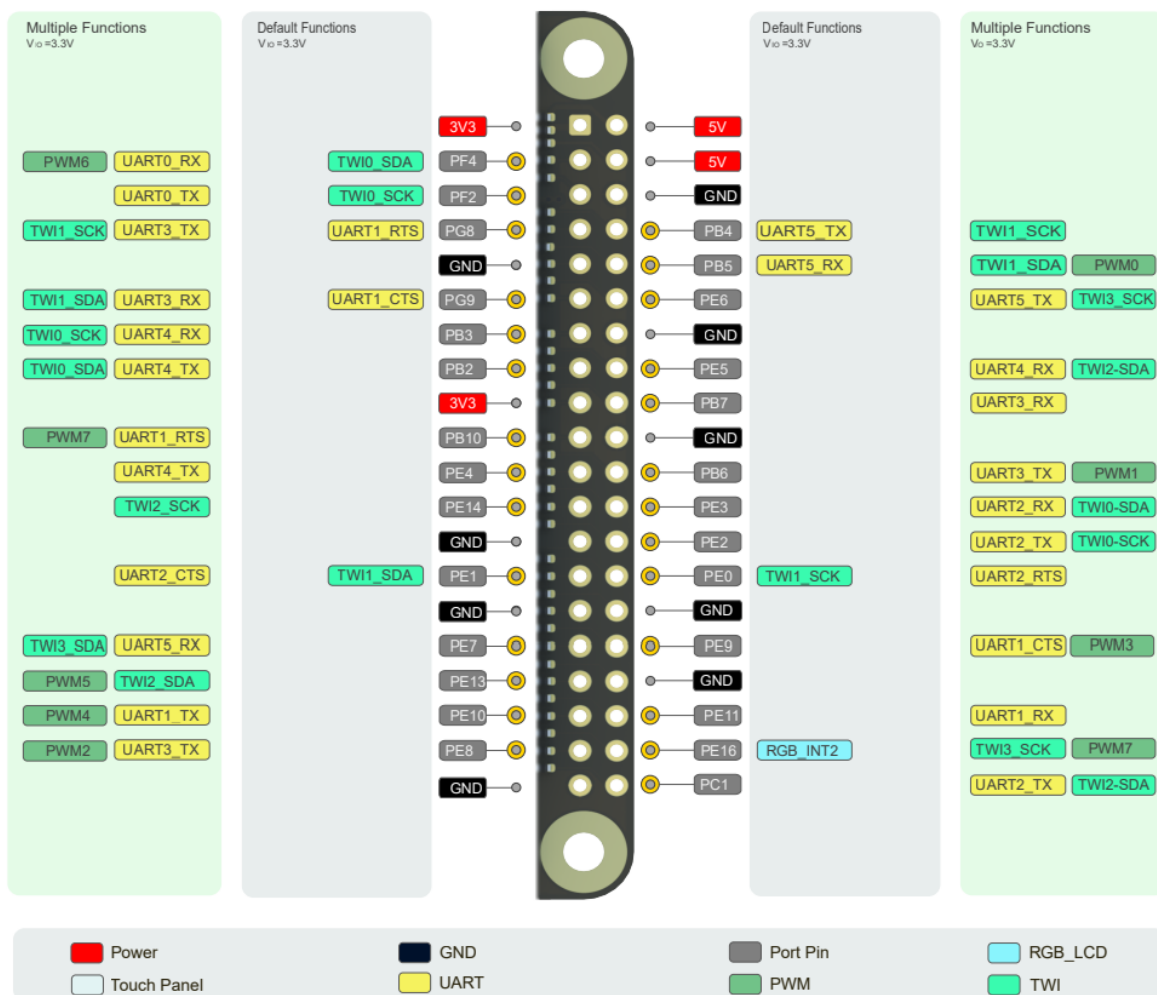 Multiple Functions Default Functions Default Functions Multiple Functions
VIO=3.3V VIO=3.3V VIO=3.3V VO=3.3V
3V3 5V
PWM6 UART0_RX TWI0_SDA PF4 5V
UART0_TX TWI0_SCK PF2 GND
TWI1_SCK UART3_TX UART1_RTS PG8 PB4 UART5_TX TWI1_SCK
GND PB5 UART5_RX TWI1_SDA PWM0
TWI1_SDA UART3_RX UART1_CTS PG9 PE6 UART5_TX TWI3_SCK
TWI0_SCK UART4_RX PB3 GND
TWI0_SDA UART4_TX PB2 PE5 UART4_RX TWI2-SDA
3V3 PB7 UART3_RX
PWM7 UART1_RTS PB10 GND
UART4_TX PE4 PB6 UART3_TX PWM1
TWI2_SCK PE14 PE3 UART2_RX TWI0-SDA
GND PE2 UART2_TX TWI0-SCK
UART2_CTS TWI1_SDA PE1 PE0 TWI1_SCK UART2_RTS
GND GND
TWI3_SDA UART5_RX PE7 PE9 UART1_CTS PWM3
PWM5 TWI2_SDA PE13 GND
PWM4 UART1_TX PE10 PE11 UART1_RX
PWM2 UART3_TX PE8 PE16 RGB_INT2 TWI3_SCK PWM7
GND PC1 UART2_TX TWI2-SDA
Power GND Port Pin RGB_LCD
Touch Panel UART PWM TWI